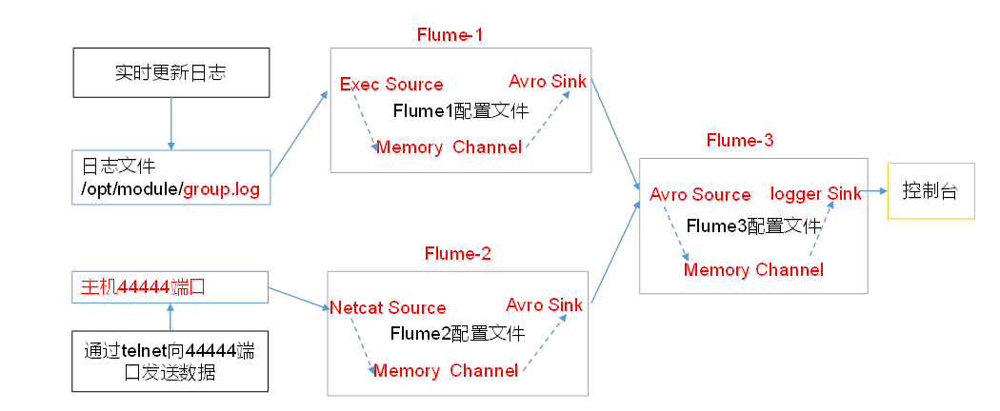 Flume-1
实时更新日志
Exec Source
Avro Sink
Flume1配置文件
Memory Channel
日志文件
/opt/module/group.log
Flume-3
Avro Source
logger Sink
Flume3配置文件
Memory Channel
控制台
Flume-2
主机44444端口
Netcat Source
Avro Sink
Flume2配置文件
Memory Channel
通过telnet向44444端
口发送数据